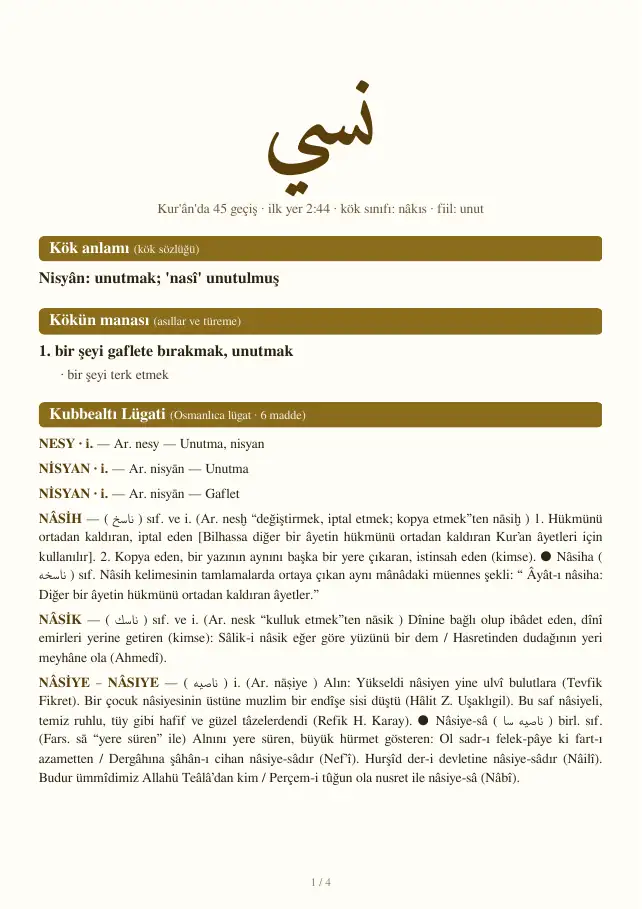 نسي
Kur'ân'da 45 geçiş · ilk yer 2:44 · kök sınıfı: nâkıs · fiil: unut
Kök anlamı (kök sözlüğü)
Nisyân: unutmak; 'nasî' unutulmuş
Kökün manası (asıllar ve türeme)
1. bir şeyi gaflete bırakmak, unutmak
· bir şeyi terk etmek
Kubbealtı Lügati (Osmanlıca lügat · 6 madde)
NESY · i. — Ar. nesy — Unutma, nisyan
NİSYAN · i. — Ar. nisyān — Unutma
NİSYAN · i. — Ar. nisyān — Gaflet
NÂSİH — ( ناسخ ) sıf. ve i. (Ar. nesḫ “değiştirmek, iptal etmek; kopya etmek”ten nāsiḫ ) 1. Hükmünü
ortadan kaldıran, iptal eden [Bilhassa diğer bir âyetin hükmünü ortadan kaldıran Kur’an âyetleri için
kullanılır]. 2. Kopya eden, bir yazının aynını başka bir yere çıkaran, istinsah eden (kimse). ● Nâsiha (
ناسخه ) sıf. Nâsih kelimesinin tamlamalarda ortaya çıkan aynı mânâdaki müennes şekli: “ Âyât-ı nâsiha:
Diğer bir âyetin hükmünü ortadan kaldıran âyetler.”
NÂSİK — ( ناسك ) sıf. ve i. (Ar. nesk “kulluk etmek”ten nāsik ) Dînine bağlı olup ibâdet eden, dînî
emirleri yerine getiren (kimse): Sâlik-i nâsik eğer göre yüzünü bir dem / Hasretinden dudağının yeri
meyhâne ola (Ahmedî).
NÂSİYE – NÂSIYE — ( ناصيه ) i. (Ar. nāṣiye ) Alın: Yükseldi nâsiyen yine ulvî bulutlara (Tevfik
Fikret). Bir çocuk nâsiyesinin üstüne muzlim bir endîşe sisi düştü (Hâlit Z. Uşaklıgil). Bu saf nâsiyeli,
temiz ruhlu, tüy gibi hafif ve güzel tâzelerdendi (Refik H. Karay). ● Nâsiye-sâ ( ناصيه سا ) birl. sıf.
(Fars. sā “yere süren” ile) Alnını yere süren, büyük hürmet gösteren: Ol sadr-ı felek-pâye ki fart-ı
azametten / Dergâhına şâhân-ı cihan nâsiye-sâdır (Nef’î). Hurşîd der-i devletine nâsiye-sâdır (Nâilî).
Budur ümmîdimiz Allahü Teâlâ’dan kim / Perçem-i tûğun ola nusret ile nâsiye-sâ (Nâbî).
1 / 4